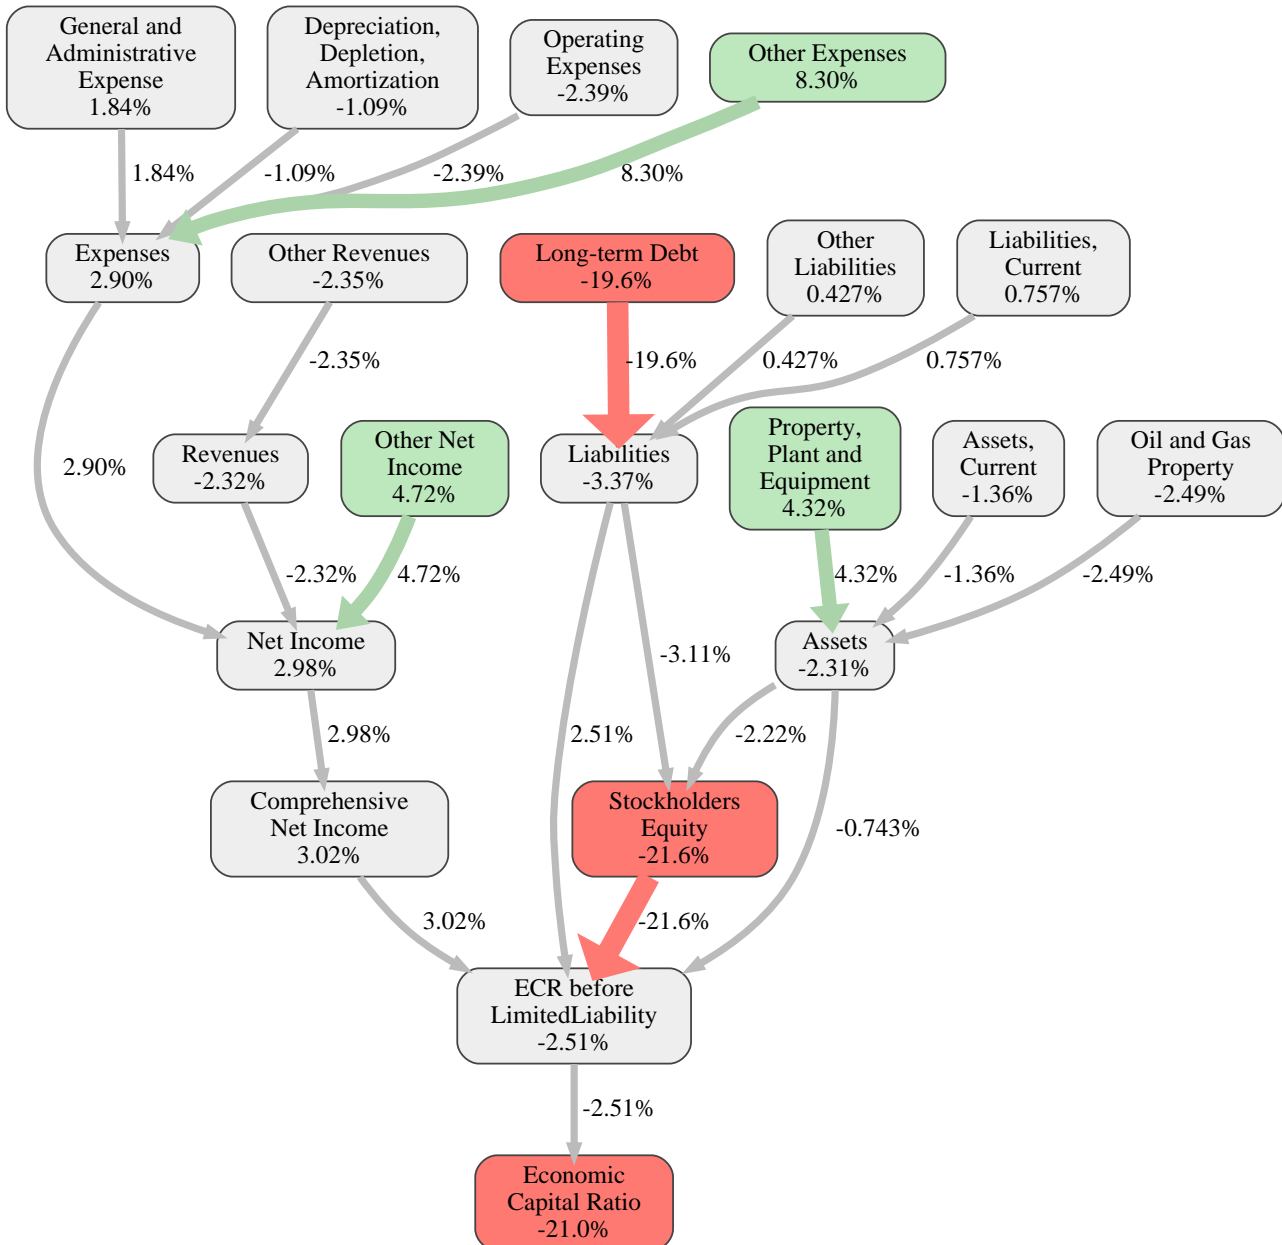 General and
Administrative
Expense
1.84%
Depreciation,
Depletion,
Amortization
-1.09%
Operating
Expenses
-2.39%
Other Expenses
8.30%
1.84%
-1.09%
-2.39%
8.30%
Expenses
2.90%
Other Revenues
-2.35%
Long-term Debt
-19.6%
Other
Liabilities
0.427%
Liabilities,
Current
0.757%
-2.35%
-19.6%
0.427%
0.757%
2.90%
Revenues
-2.32%
Other Net
Income
4.72%
Liabilities
-3.37%
Property,
Plant and
Equipment
4.32%
Assets,
Current
-1.36%
Oil and Gas
Property
-2.49%
-2.32%
4.72%
4.32%
-1.36%
-2.49%
Net Income
2.98%
-3.11%
Assets
-2.31%
2.98%
2.51%
-2.22%
Comprehensive
Net Income
3.02%
Stockholders
Equity
-21.6%
-0.743%
3.02%
-21.6%
ECR before
LimitedLiability
-2.51%
-2.51%
Economic
Capital Ratio
-21.0%